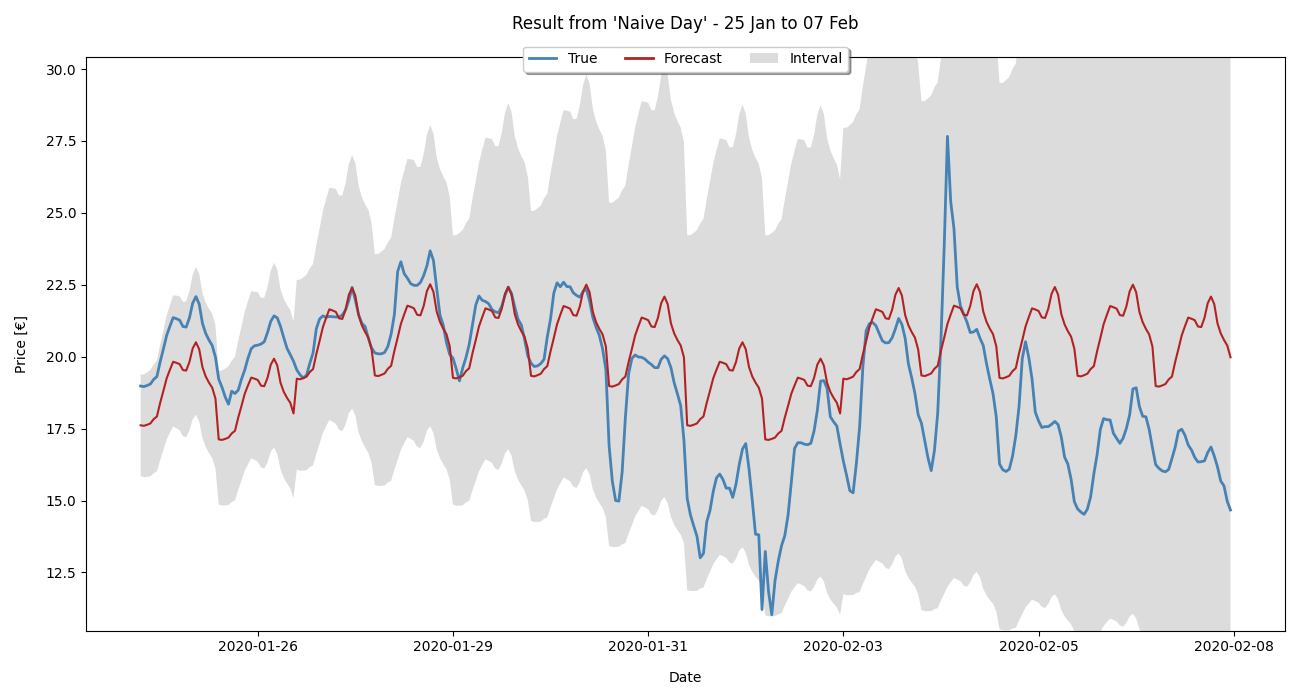 Result from 'Naive Day' - 25 Jan to 07 Feb
True Forecast Interval
30.0
27.5
25.0
22.5
20.0
17.5
15.0
12.5
Price [€]
2020-01-26 2020-01-29 2020-01-31 2020-02-03 2020-02-05 2020-02-08
Date